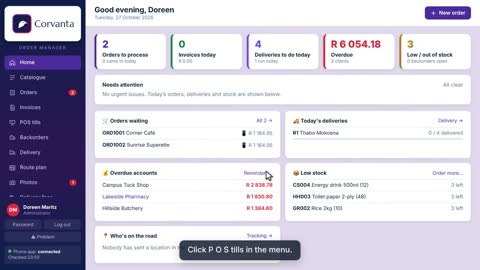 Corvanta
ORDER MANAGER
Home
Catalogue
Orders
Invoices
POS tills
Backorders
Delivery
Route plan
Photos
Doreen Maritz
Administrator
Password
Log out
Problem
Phone app: connected
Checked 23:10
Good evening, Doreen
Tuesday, 27 October 2026
+ New order
2
Orders to process
0 came in today
0
Invoices today
R 0.00
4
Deliveries to do today
1 run today
R 6 054.18
Overdue
3 clients
3
Low / out of stock
0 backorders open
Needs attention
All clear
No urgent issues. Today's orders, deliveries and stock are shown below.
Orders waiting
All 2 →
ORD1001 Corner Café
R 1 184.95
ORD1002 Sunrise Superette
R 1 184.95
Today's deliveries
Delivery →
R1 Thabo Mokoena
0 / 4 delivered
Overdue accounts
Campus Tuck Shop
R 2 838.78
Lakeside Pharmacy
R 1 830.80
Hillside Butchery
R 1 384.60
Low stock
Order more...
CS004 Energy drink 500ml (12)
3 left
HH003 Toilet paper 2-ply (48)
3 left
GR002 Rice 2kg (10)
3 left
Who's on the road
Tracking →
Nobody has sent a location in
Click P O S tills in the menu.